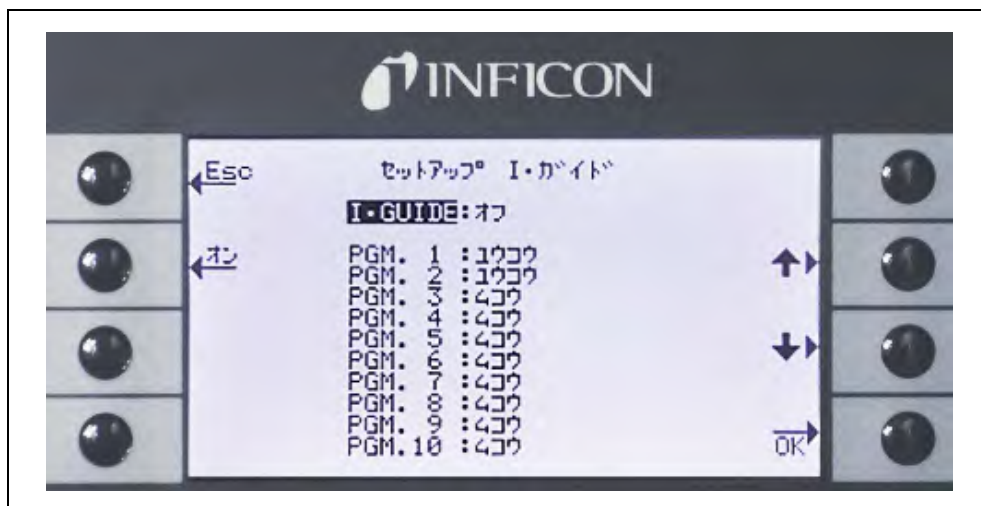 INFICON
Esc
セットアップ I・ガイド
I・GUIDE:オフ
オン
PGM. 1 :ユウコウ
PGM. 2 :ユウコウ
PGM. 3 :ムコウ
PGM. 4 :ムコウ
PGM. 5 :ムコウ
PGM. 6 :ムコウ
PGM. 7 :ムコウ
PGM. 8 :ムコウ
PGM. 9 :ムコウ
PGM.10 :ムコウ
OK